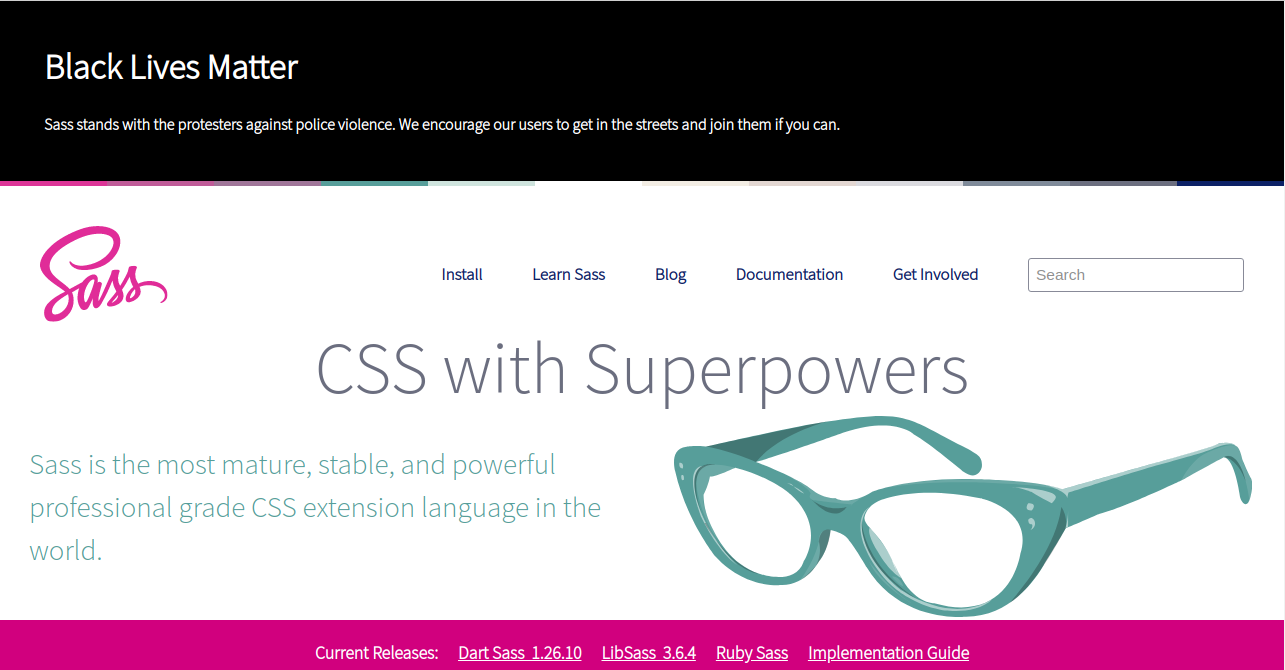 Black Lives Matter
Sass stands with the protesters against police violence. We encourage our users to get in the streets and join them if you can.
Sass
Install Learn Sass Blog Documentation Get Involved Search
CSS with Superpowers
Sass is the most mature, stable, and powerful
professional grade CSS extension language in the
world.
Current Releases: Dart Sass 1.26.10 LibSass 3.6.4 Ruby Sass Implementation Guide